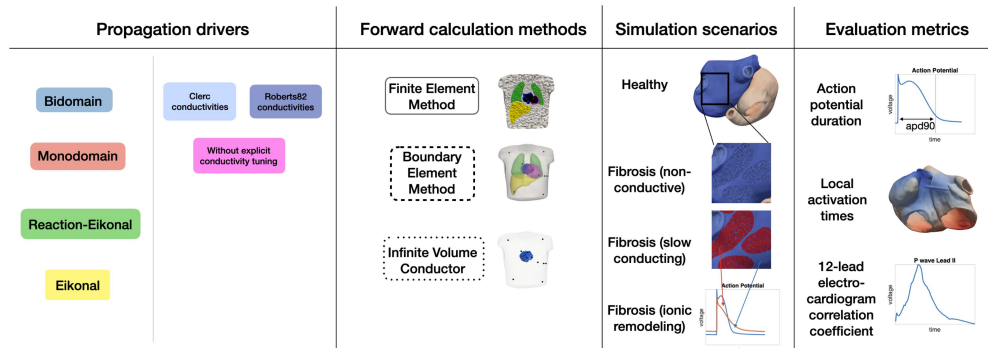 Propagation drivers
Forward calculation methods
Simulation scenarios
Evaluation metrics
Bidomain
Monodomain
Reaction-Eikonal
Eikonal
Clerc
conductivities
Roberts82
conductivities
Without explicit
conductivity tuning
Finite Element
Method
Boundary
Element
Method
Infinite Volume
Conductor
Healthy
Fibrosis (non-
conductive)
Fibrosis (slow
conducting)
Fibrosis (ionic
remodeling)
Action Potential
voltage
time
Action
potential
duration
Action Potential
voltage
apd90
time
Local
activation
times
12-lead
electro-
cardiogram
correlation
coefficient
P wave Lead II
voltage
time